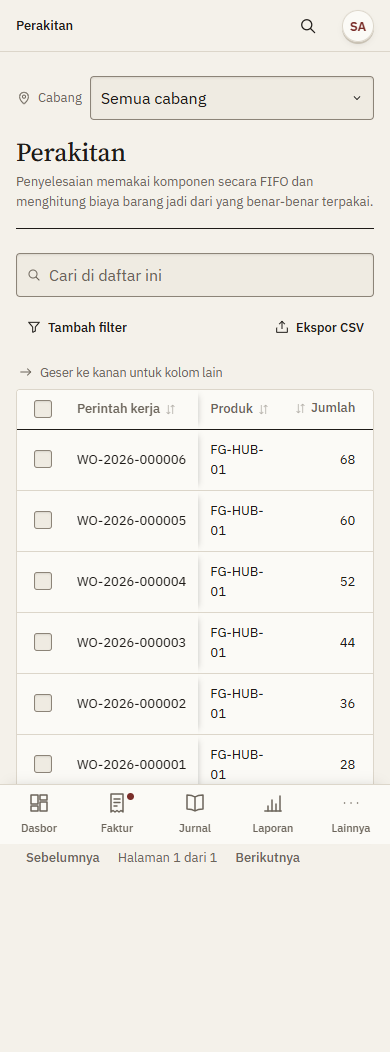 Perakitan
SA
Cabang
Semua cabang
Perakitan
Penyelesaian memakai komponen secara FIFO dan
menghitung biaya barang jadi dari yang benar-benar terpakai.
Cari di daftar ini
Tambah filter
Ekspor CSV
Geser ke kanan untuk kolom lain
Perintah kerja Produk Jumlah
WO-2026-000006 FG-HUB-01 68
WO-2026-000005 FG-HUB-01 60
WO-2026-000004 FG-HUB-01 52
WO-2026-000003 FG-HUB-01 44
WO-2026-000002 FG-HUB-01 36
WO-2026-000001 FG-HUB-01 28
Dasbor Faktur Jurnal Laporan Lainnya
Sebelumnya Halaman 1 dari 1 Berikutnya